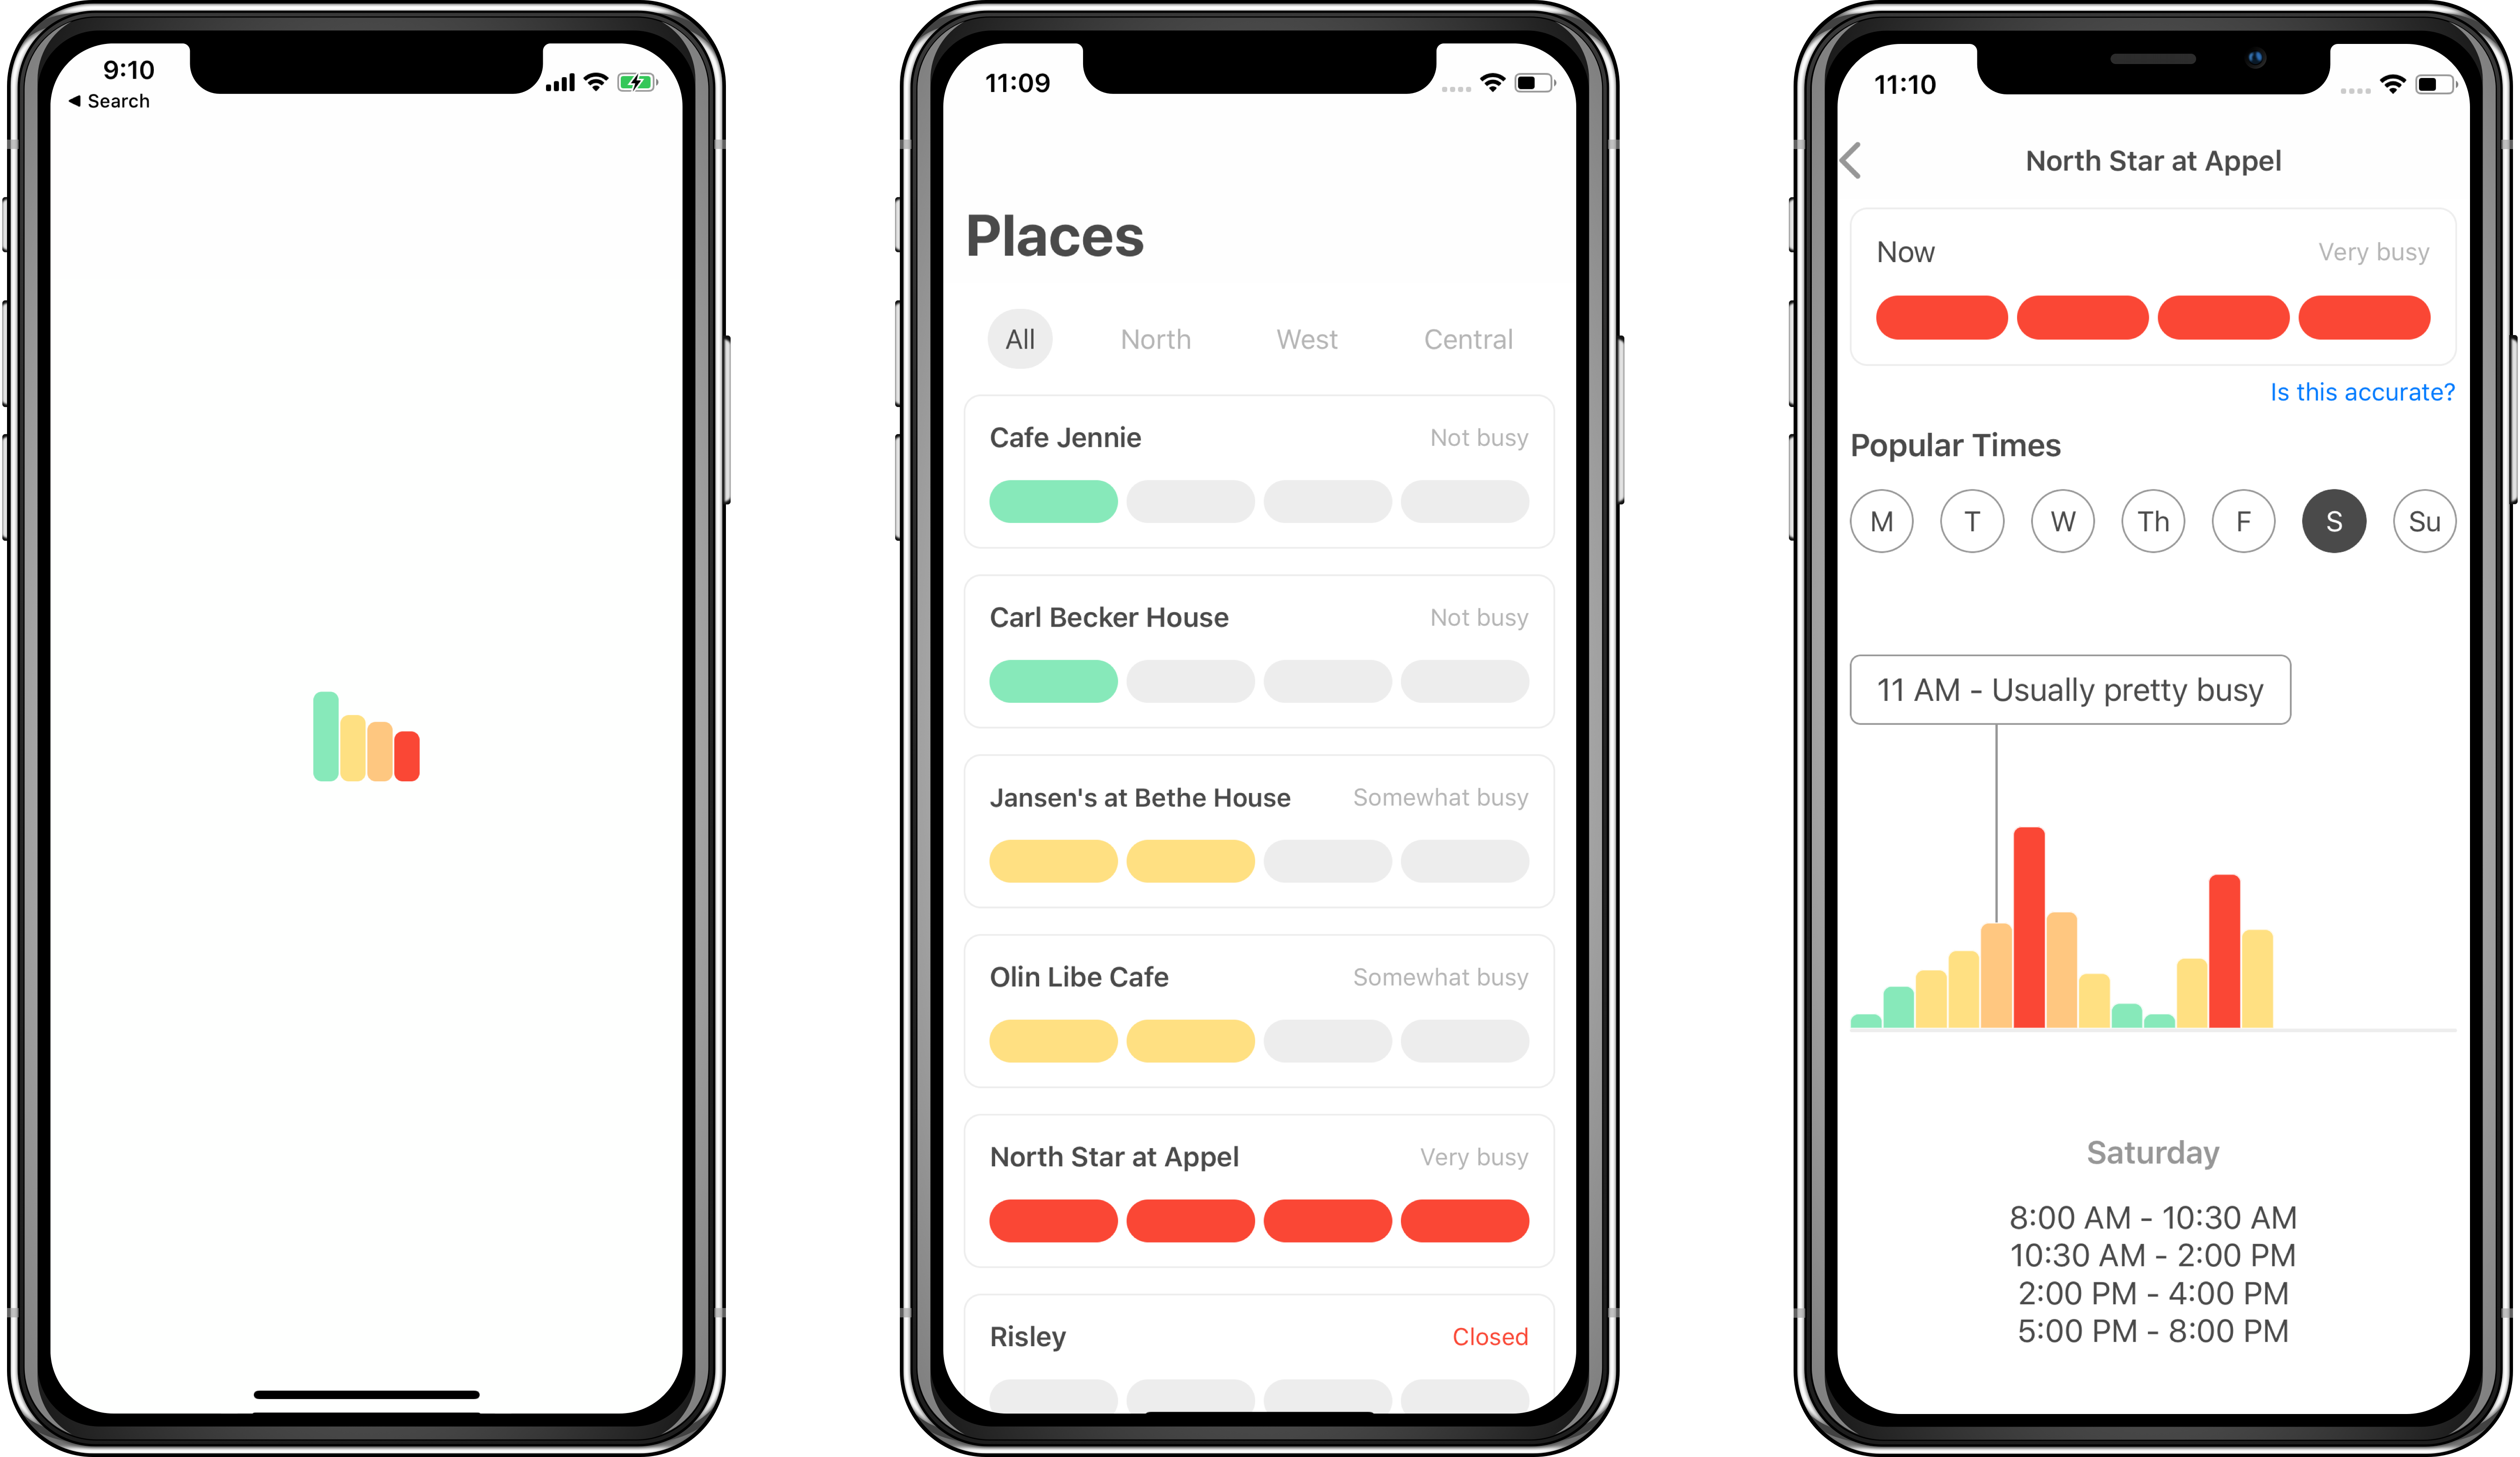 9:10
◀ Search
11:09
Places
All North West Central
Cafe Jennie Not busy
Carl Becker House Not busy
Jansen's at Bethe House Somewhat busy
Olin Libe Cafe Somewhat busy
North Star at Appel Very busy
Risley Closed
11:10
North Star at Appel
Now Very busy
Is this accurate?
Popular Times
M T W Th F S Su
11 AM - Usually pretty busy
Saturday
8:00 AM - 10:30 AM
10:30 AM - 2:00 PM
2:00 PM - 4:00 PM
5:00 PM - 8:00 PM